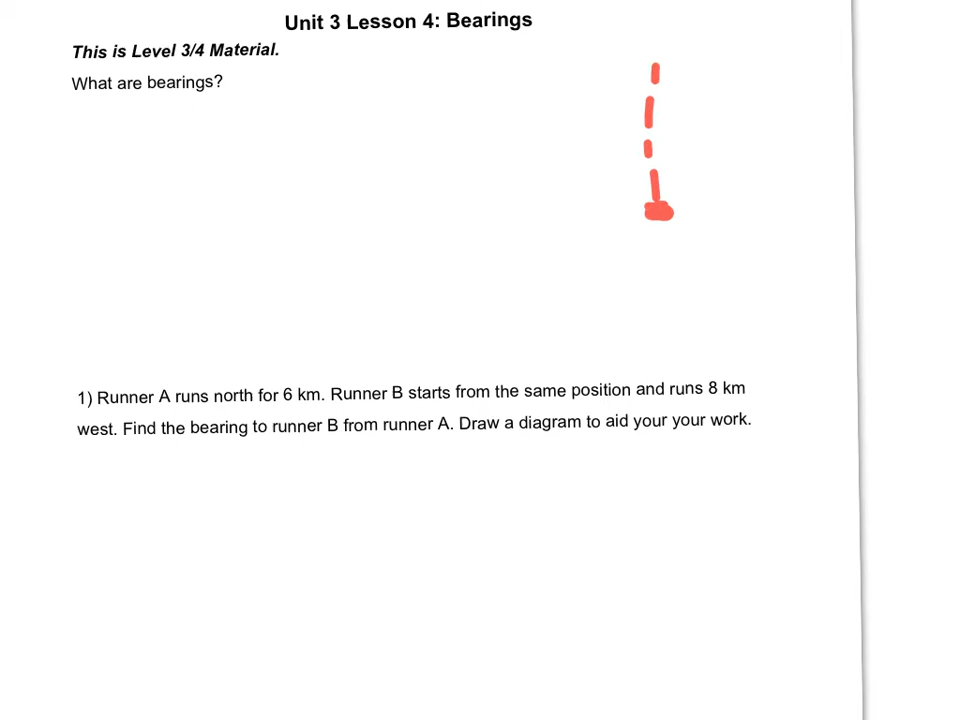 Unit 3 Lesson 4: Bearings
This is Level 3/4 Material.
What are bearings?
1) Runner A runs north for 6 km. Runner B starts from the same position and runs 8 km
west. Find the bearing to runner B from runner A. Draw a diagram to aid your your work.